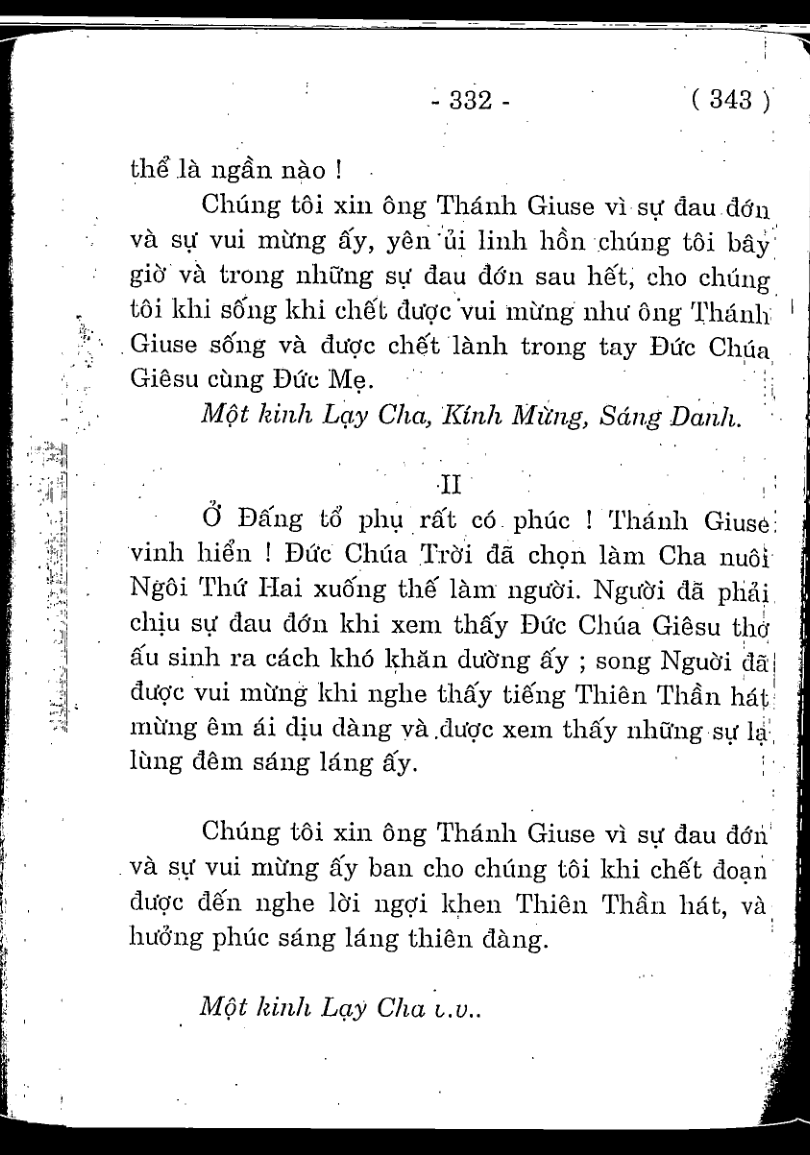 - 332 - ( 343 )
thể là ngần nào !
Chúng tôi xin ông Thánh Giuse vì sự đau đớn
và sự vui mừng ấy, yên ủi linh hồn chúng tôi bây
giờ và trong những sự đau đớn sau hết, cho chúng
tôi khi sống khi chết được vui mừng như ông Thánh
Giuse sống và được chết lành trong tay Đức Chúa
Giêsu cùng Đức Mẹ.
Một kinh Lạy Cha, Kính Mừng, Sáng Danh.
II
Ở Đấng tổ phụ rất có phúc ! Thánh Giuse
vinh hiển ! Đức Chúa Trời đã chọn làm Cha nuôi
Ngôi Thứ Hai xuống thế làm người. Người đã phải
chịu sự đau đớn khi xem thấy Đức Chúa Giêsu thơ
ấu sinh ra cách khó khăn dường ấy ; song Nguời đã
được vui mừng khi nghe thấy tiếng Thiên Thần hát
mừng êm ái dịu dàng và được xem thấy những sự lạ
lùng đêm sáng láng ấy.
Chúng tôi xin ông Thánh Giuse vì sự đau đớn
và sự vui mừng ấy ban cho chúng tôi khi chết đoạn
được đến nghe lời ngợi khen Thiên Thần hát, và
hưởng phúc sáng láng thiên đàng.
Một kinh Lạy Cha v.v..